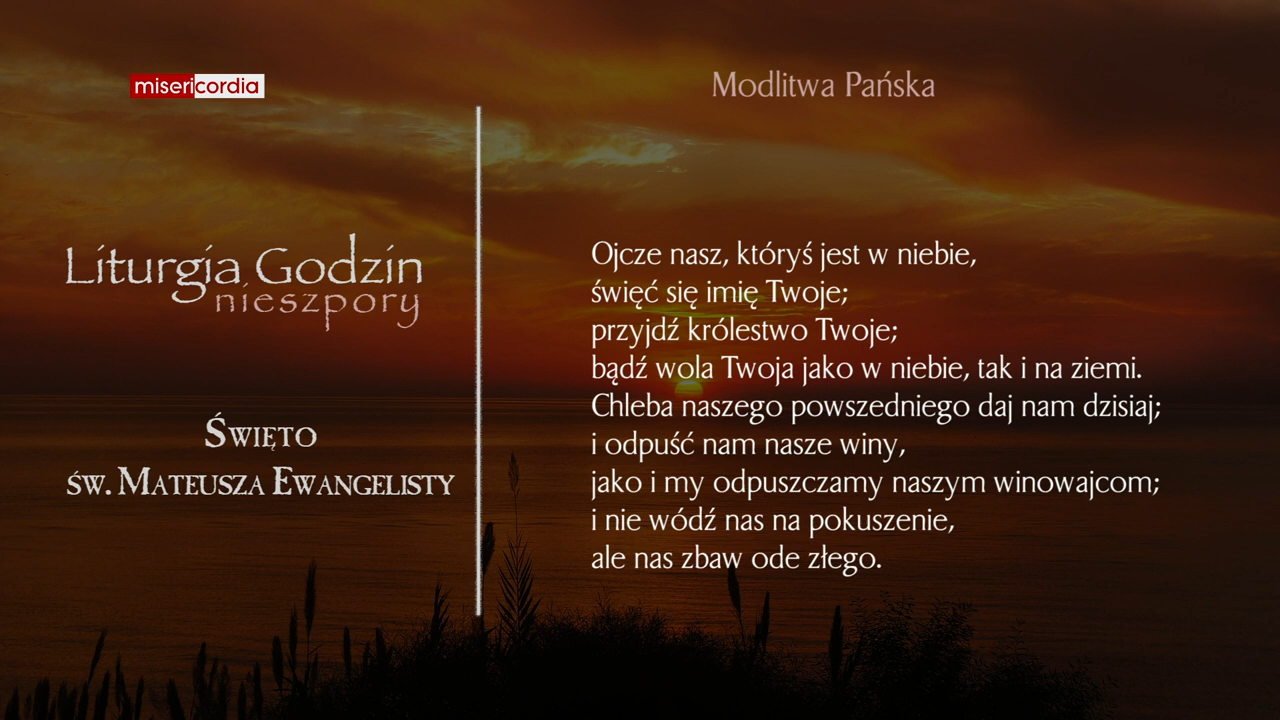 misericordia
Liturgia Godzin
nieszpory
Święto
św. Mateusza Ewangelisty
Modlitwa Pańska
Ojcze nasz, któryś jest w niebie,
święć się imię Twoje;
przyjdź królestwo Twoje;
bądź wola Twoja jako w niebie, tak i na ziemi.
Chleba naszego powszedniego daj nam dzisiaj;
i odpuść nam nasze winy,
jako i my odpuszczamy naszym winowajcom;
i nie wódź nas na pokuszenie,
ale nas zbaw ode złego.